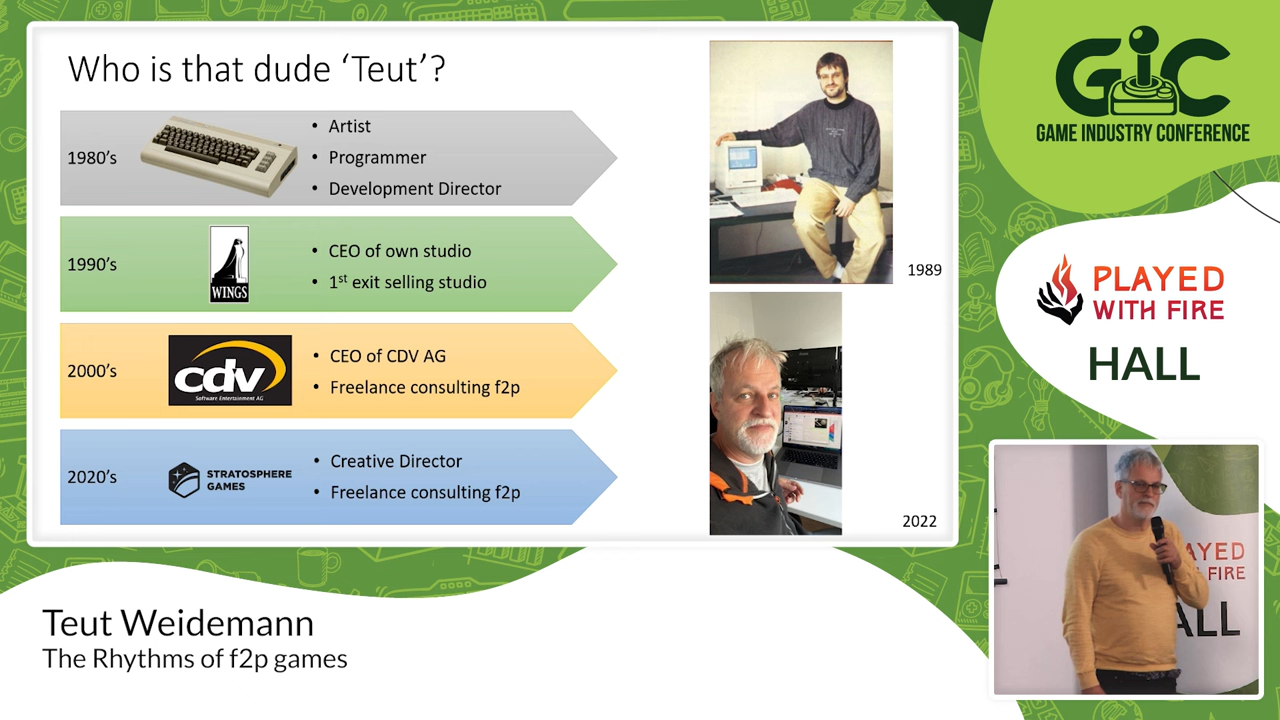 Who is that dude ‘Teut’?
1980’s
• Artist
• Programmer
• Development Director
1990’s
WINGS
• CEO of own studio
• 1st exit selling studio
2000’s
cdv
Software Entertainment AG
• CEO of CDV AG
• Freelance consulting f2p
2020’s
STRATOSPHERE
GAMES
• Creative Director
• Freelance consulting f2p
1989
2022
GIC
GAME INDUSTRY CONFERENCE
PLAYED
WITH FIRE
HALL
AYED
FIRE
ALL
Teut Weidemann
The Rhythms of f2p games